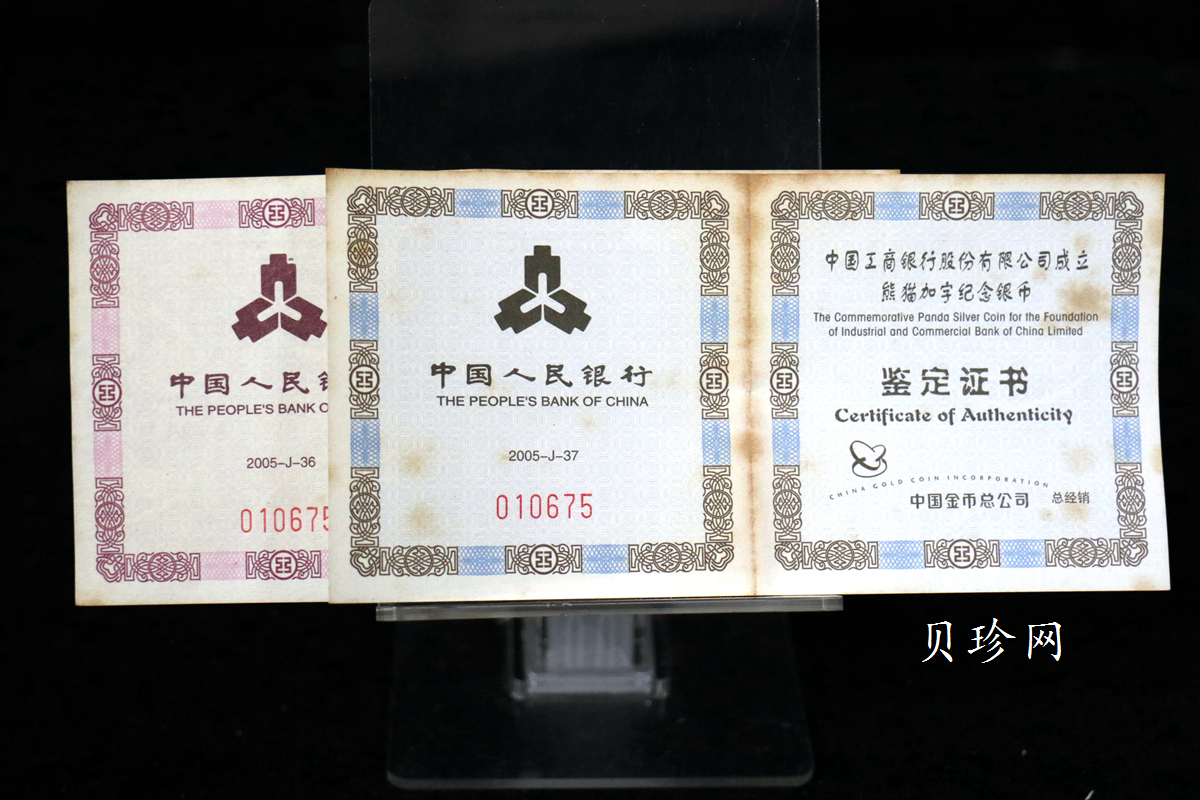 中国人民银
THE PEOPLE'S BANK O
2005-J-36
010675
中国人民银行
THE PEOPLE'S BANK OF CHINA
2005-J-37
010675
中国工商银行股份有限公司成立
熊猫加字纪念银币
The Commemorative Panda Silver Coin for the Foundation
of Industrial and Commercial Bank of China Limited
鉴定证书
Certificate of Authenticity
CHINA GOLD COIN INCORPORATION
中国金币总公司 总经销
贝珍网